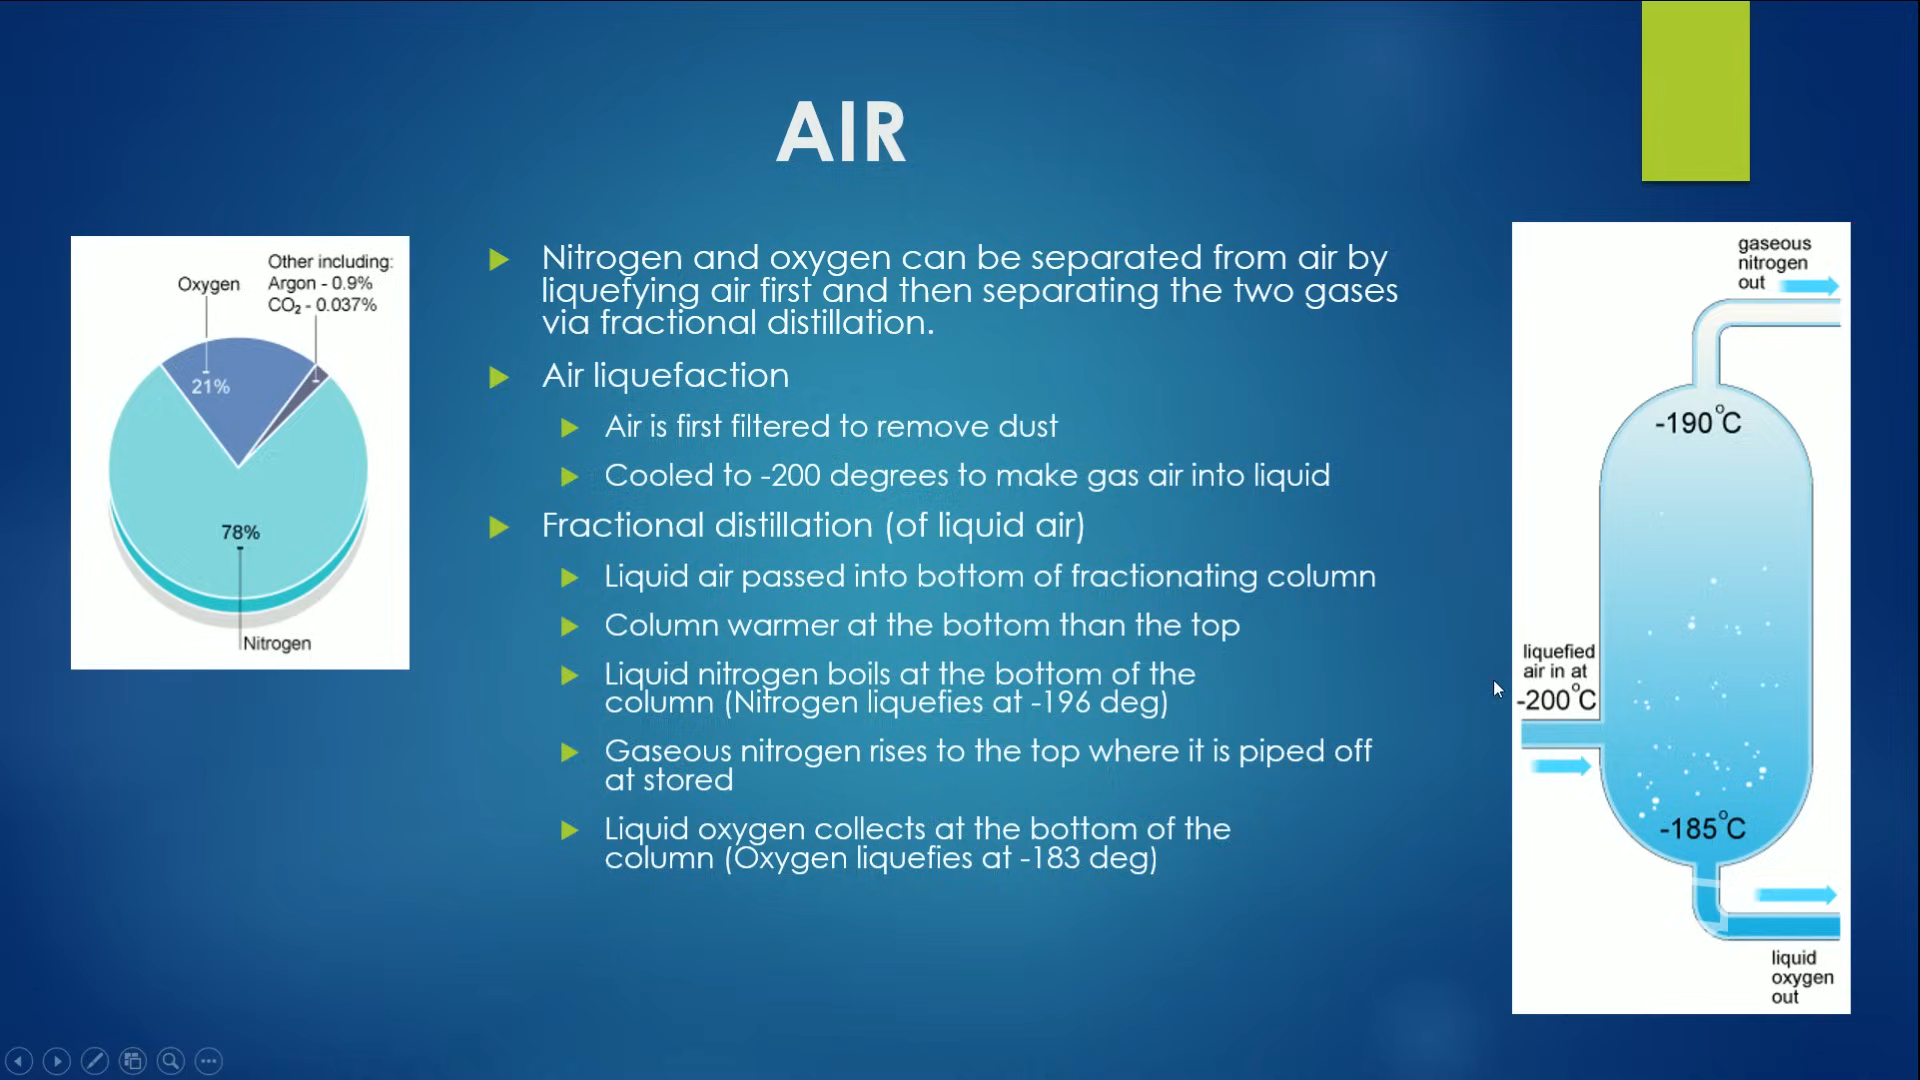 AIR
Oxygen
Other including:
Argon - 0.9%
CO₂ - 0.037%
21%
78%
Nitrogen
Nitrogen and oxygen can be separated from air by
liquefying air first and then separating the two gases
via fractional distillation.
Air liquefaction
Air is first filtered to remove dust
Cooled to -200 degrees to make gas air into liquid
Fractional distillation (of liquid air)
Liquid air passed into bottom of fractionating column
Column warmer at the bottom than the top
Liquid nitrogen boils at the bottom of the
column (Nitrogen liquefies at -196 deg)
Gaseous nitrogen rises to the top where it is piped off
at stored
Liquid oxygen collects at the bottom of the
column (Oxygen liquefies at -183 deg)
gaseous
nitrogen
out
-190°C
liquefied
air in at
-200°C
-185°C
liquid
oxygen
out